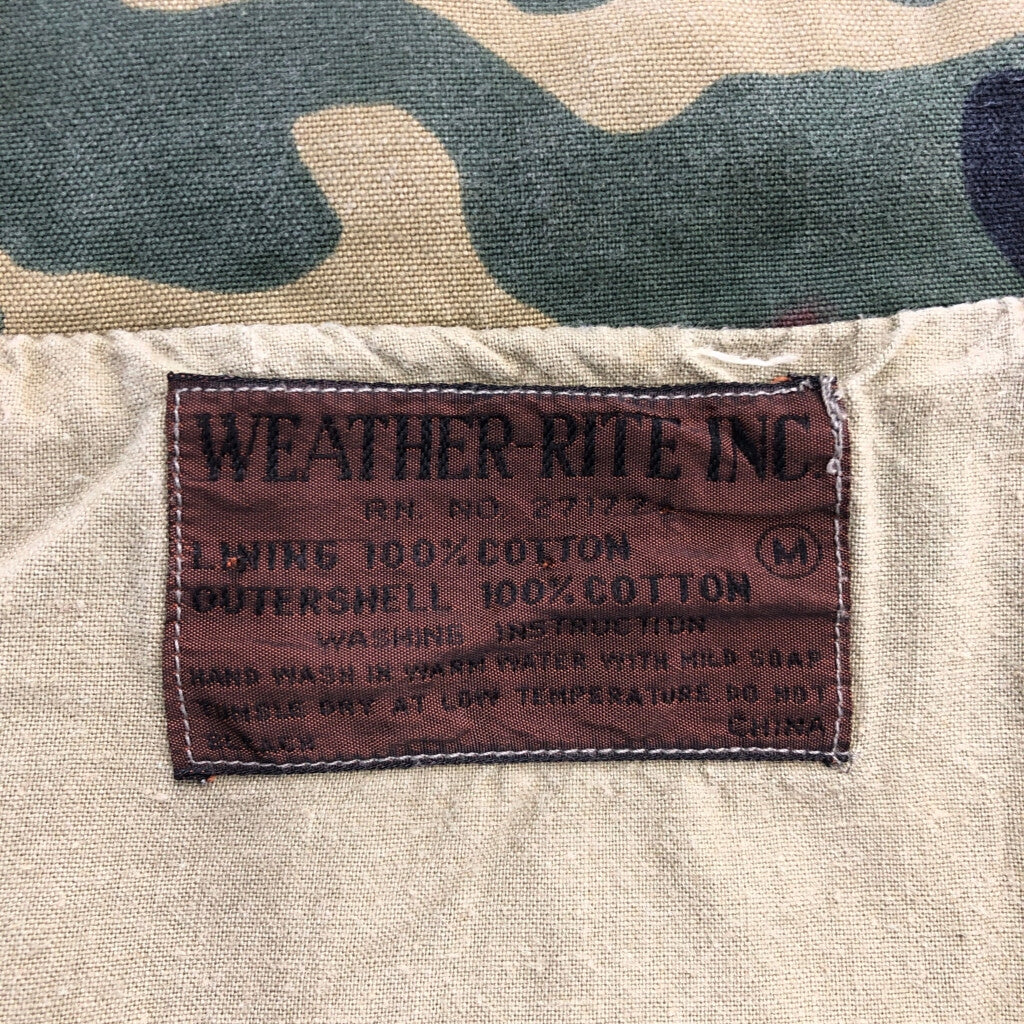 WEATHER-RITE INC
RN. NO.
LINING 100% COTTON M
OUTERSHELL 100% COTTON
WASHING INSTRUCTION
HAND WASH IN WARM WATER WITH MILD SOAP
TUMBLE DRY AT LOW TEMPERATURE DO NOT
BLEACH CHINA